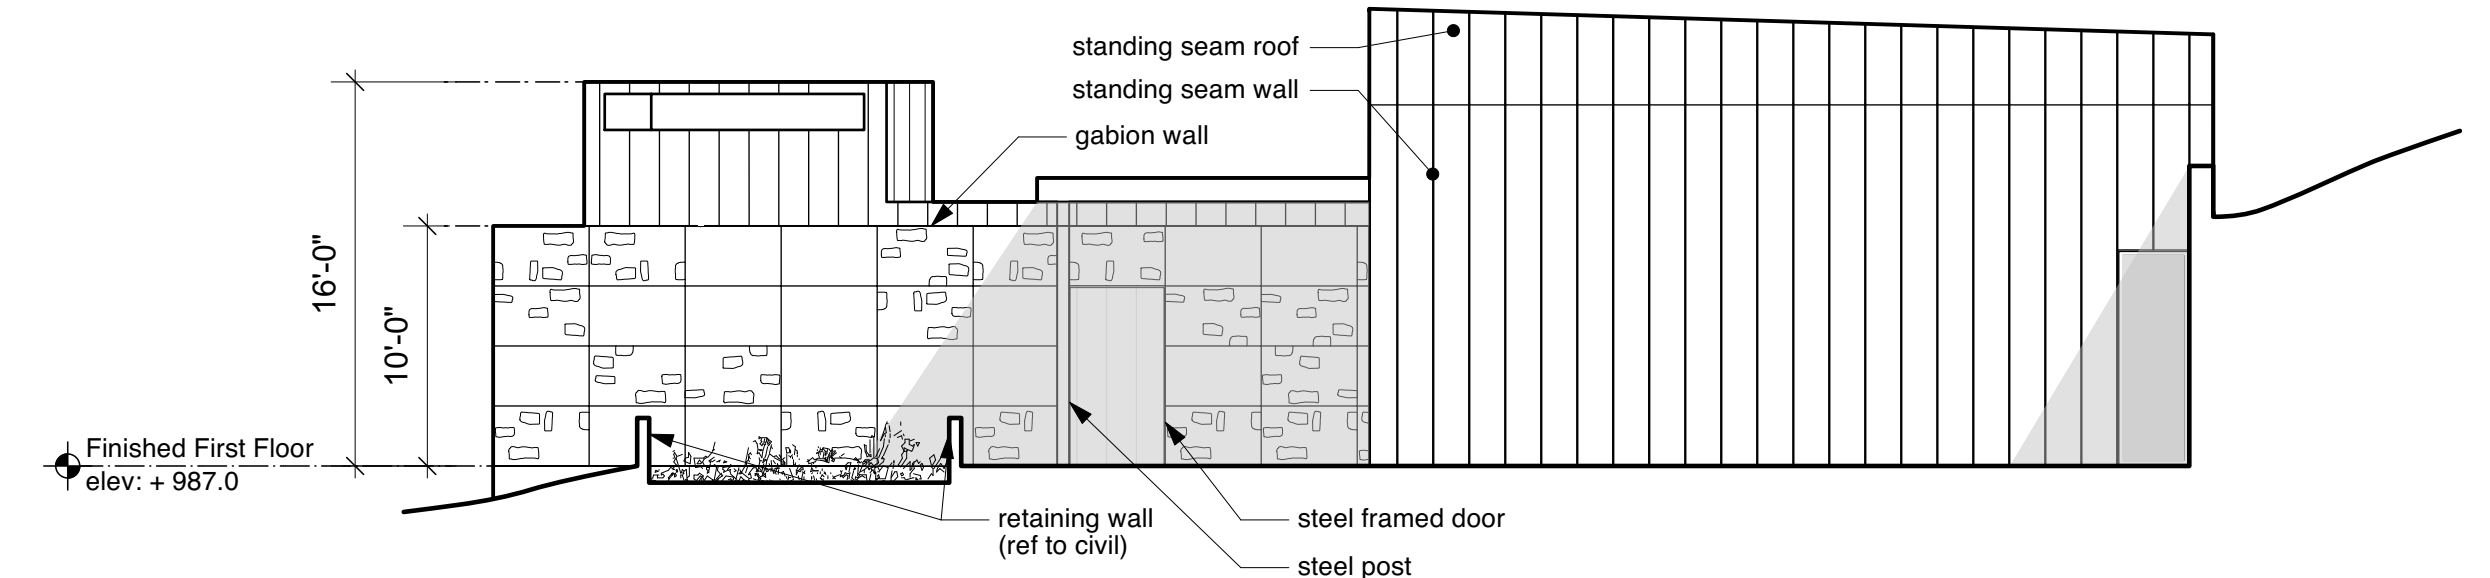 standing seam roof
standing seam wall
gabion wall
16'-0"
10'-0"
Finished First Floor
elev: + 987.0
retaining wall
(ref to civil)
steel framed door
steel post